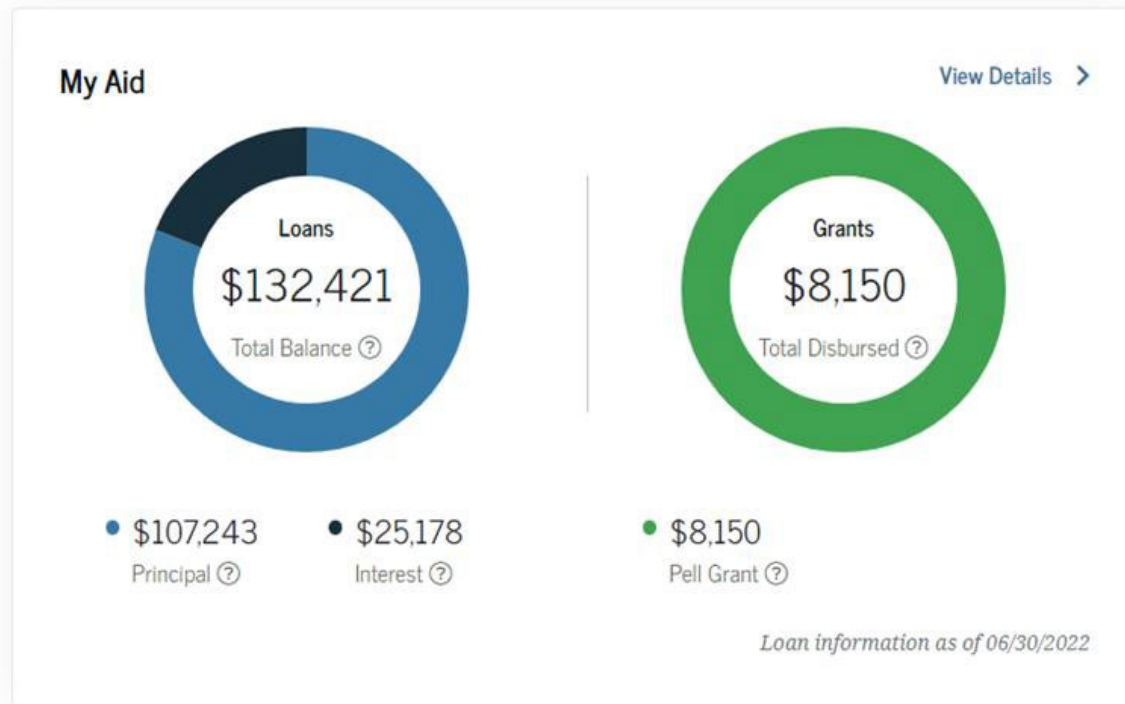 My Aid
View Details >
Loans
$132,421
Total Balance ?
Grants
$8,150
Total Disbursed ?
$107,243
Principal ?
$25,178
Interest ?
$8,150
Pell Grant ?
Loan information as of 06/30/2022